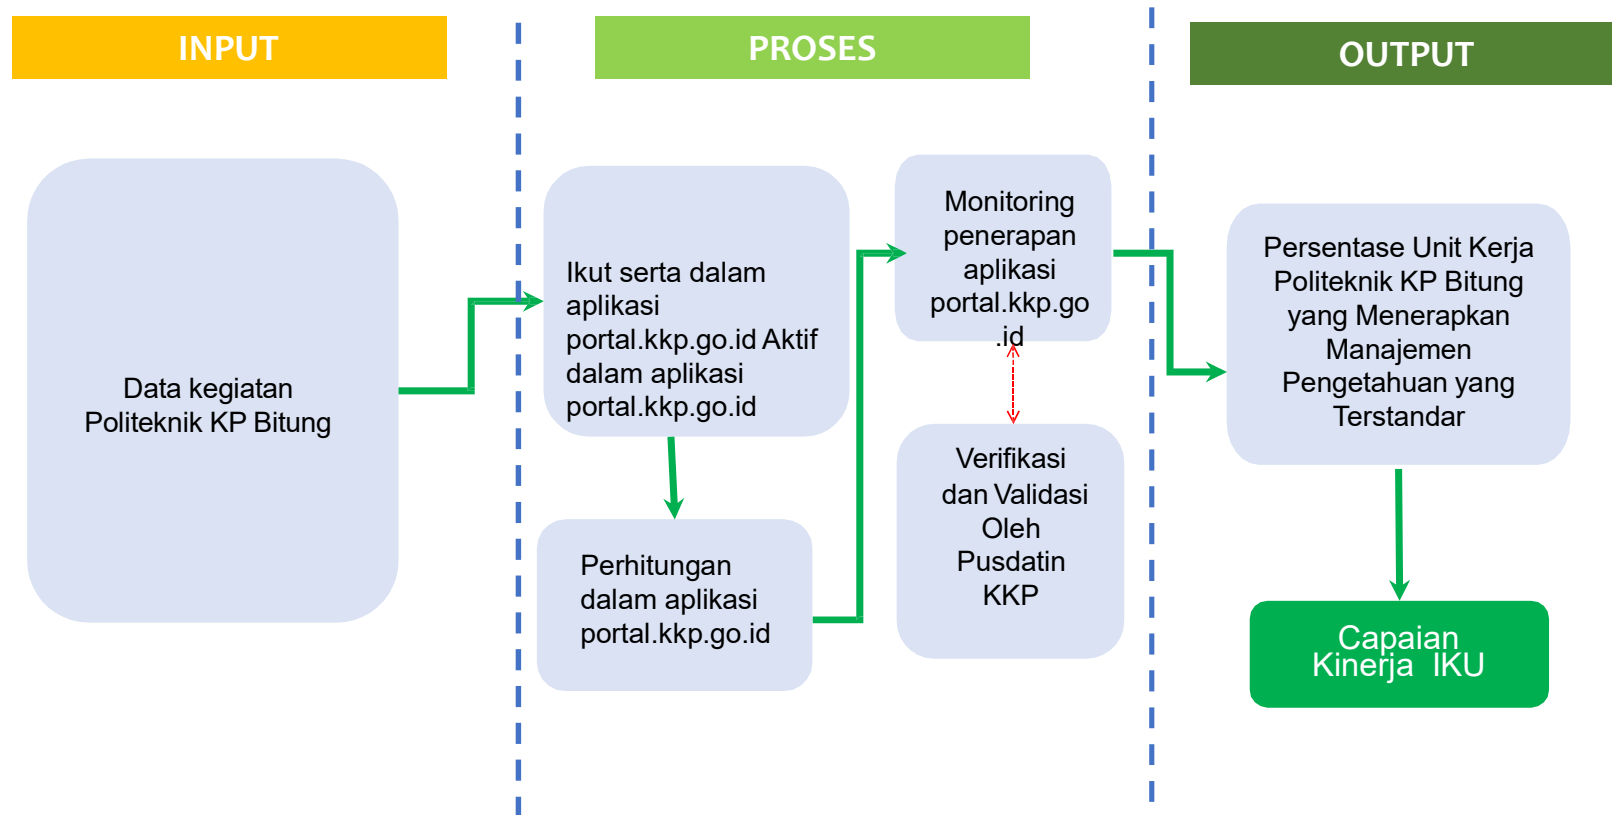 INPUT
PROSES
OUTPUT
Data kegiatan
Politeknik KP Bitung
Ikut serta dalam
aplikasi
portal.kkp.go.id Aktif
dalam aplikasi
portal.kkp.go.id
Perhitungan
dalam aplikasi
portal.kkp.go.id
Monitoring
penerapan
aplikasi
portal.kkp.go
.id
Verifikasi
dan Validasi
Oleh
Pusdatin
KKP
Persentase Unit Kerja
Politeknik KP Bitung
yang Menerapkan
Manajemen
Pengetahuan yang
Terstandar
Capaian
Kinerja IKU